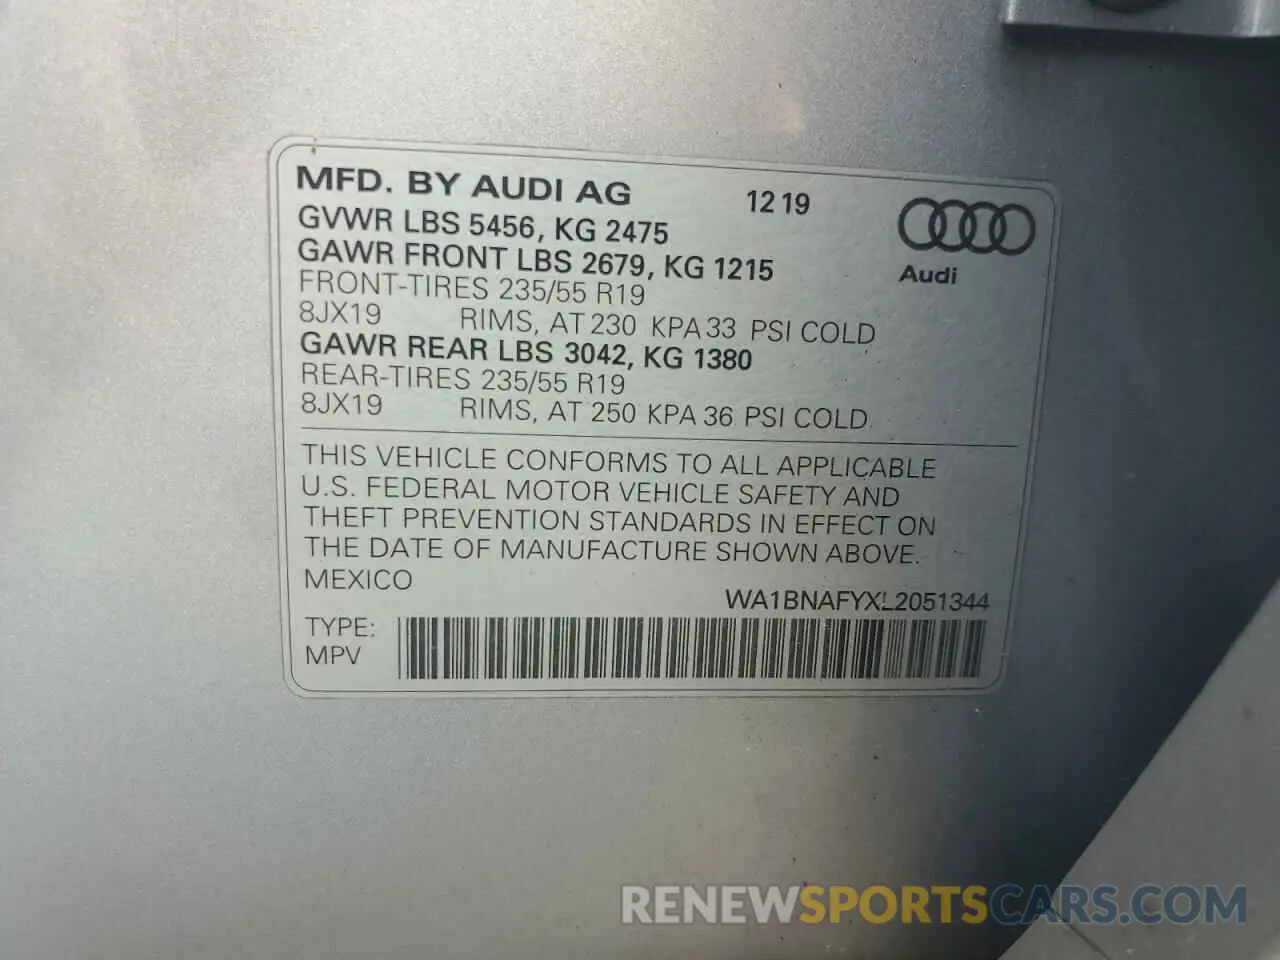 MFD. BY AUDI AG 12 19
GVWR LBS 5456, KG 2475
GAWR FRONT LBS 2679, KG 1215
Audi
FRONT-TIRES 235/55 R19
8JX19 RIMS, AT 230 KPA 33 PSI COLD
GAWR REAR LBS 3042, KG 1380
REAR-TIRES 235/55 R19
8JX19 RIMS, AT 250 KPA 36 PSI COLD
THIS VEHICLE CONFORMS TO ALL APPLICABLE
U.S. FEDERAL MOTOR VEHICLE SAFETY AND
THEFT PREVENTION STANDARDS IN EFFECT ON
THE DATE OF MANUFACTURE SHOWN ABOVE.
MEXICO
WA1BNAFYXL2051344
TYPE:
MPV
RENEWSPORTSCARS.COM